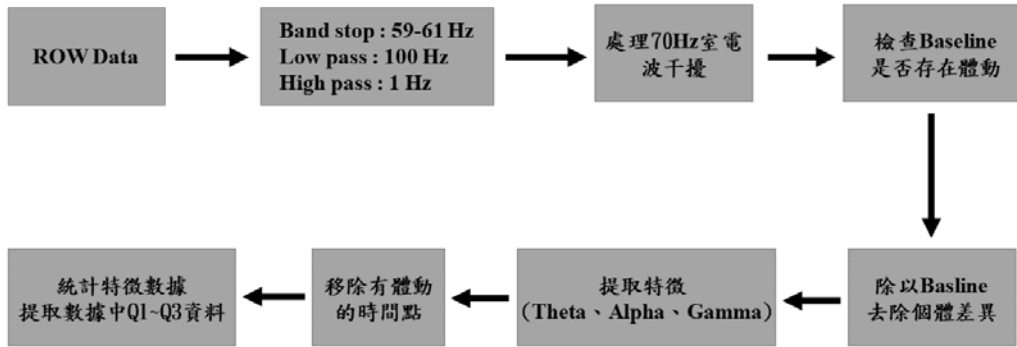 ROW Data
Band stop : 59-61 Hz
Low pass : 100 Hz
High pass : 1 Hz
處理70Hz室電
波干擾
檢查Baseline
是否存在體動
除以Basline
去除個體差異
提取特徵
（Theta、Alpha、Gamma）
移除有體動
的時間點
統計特徵數據
提取數據中Q1~Q3資料